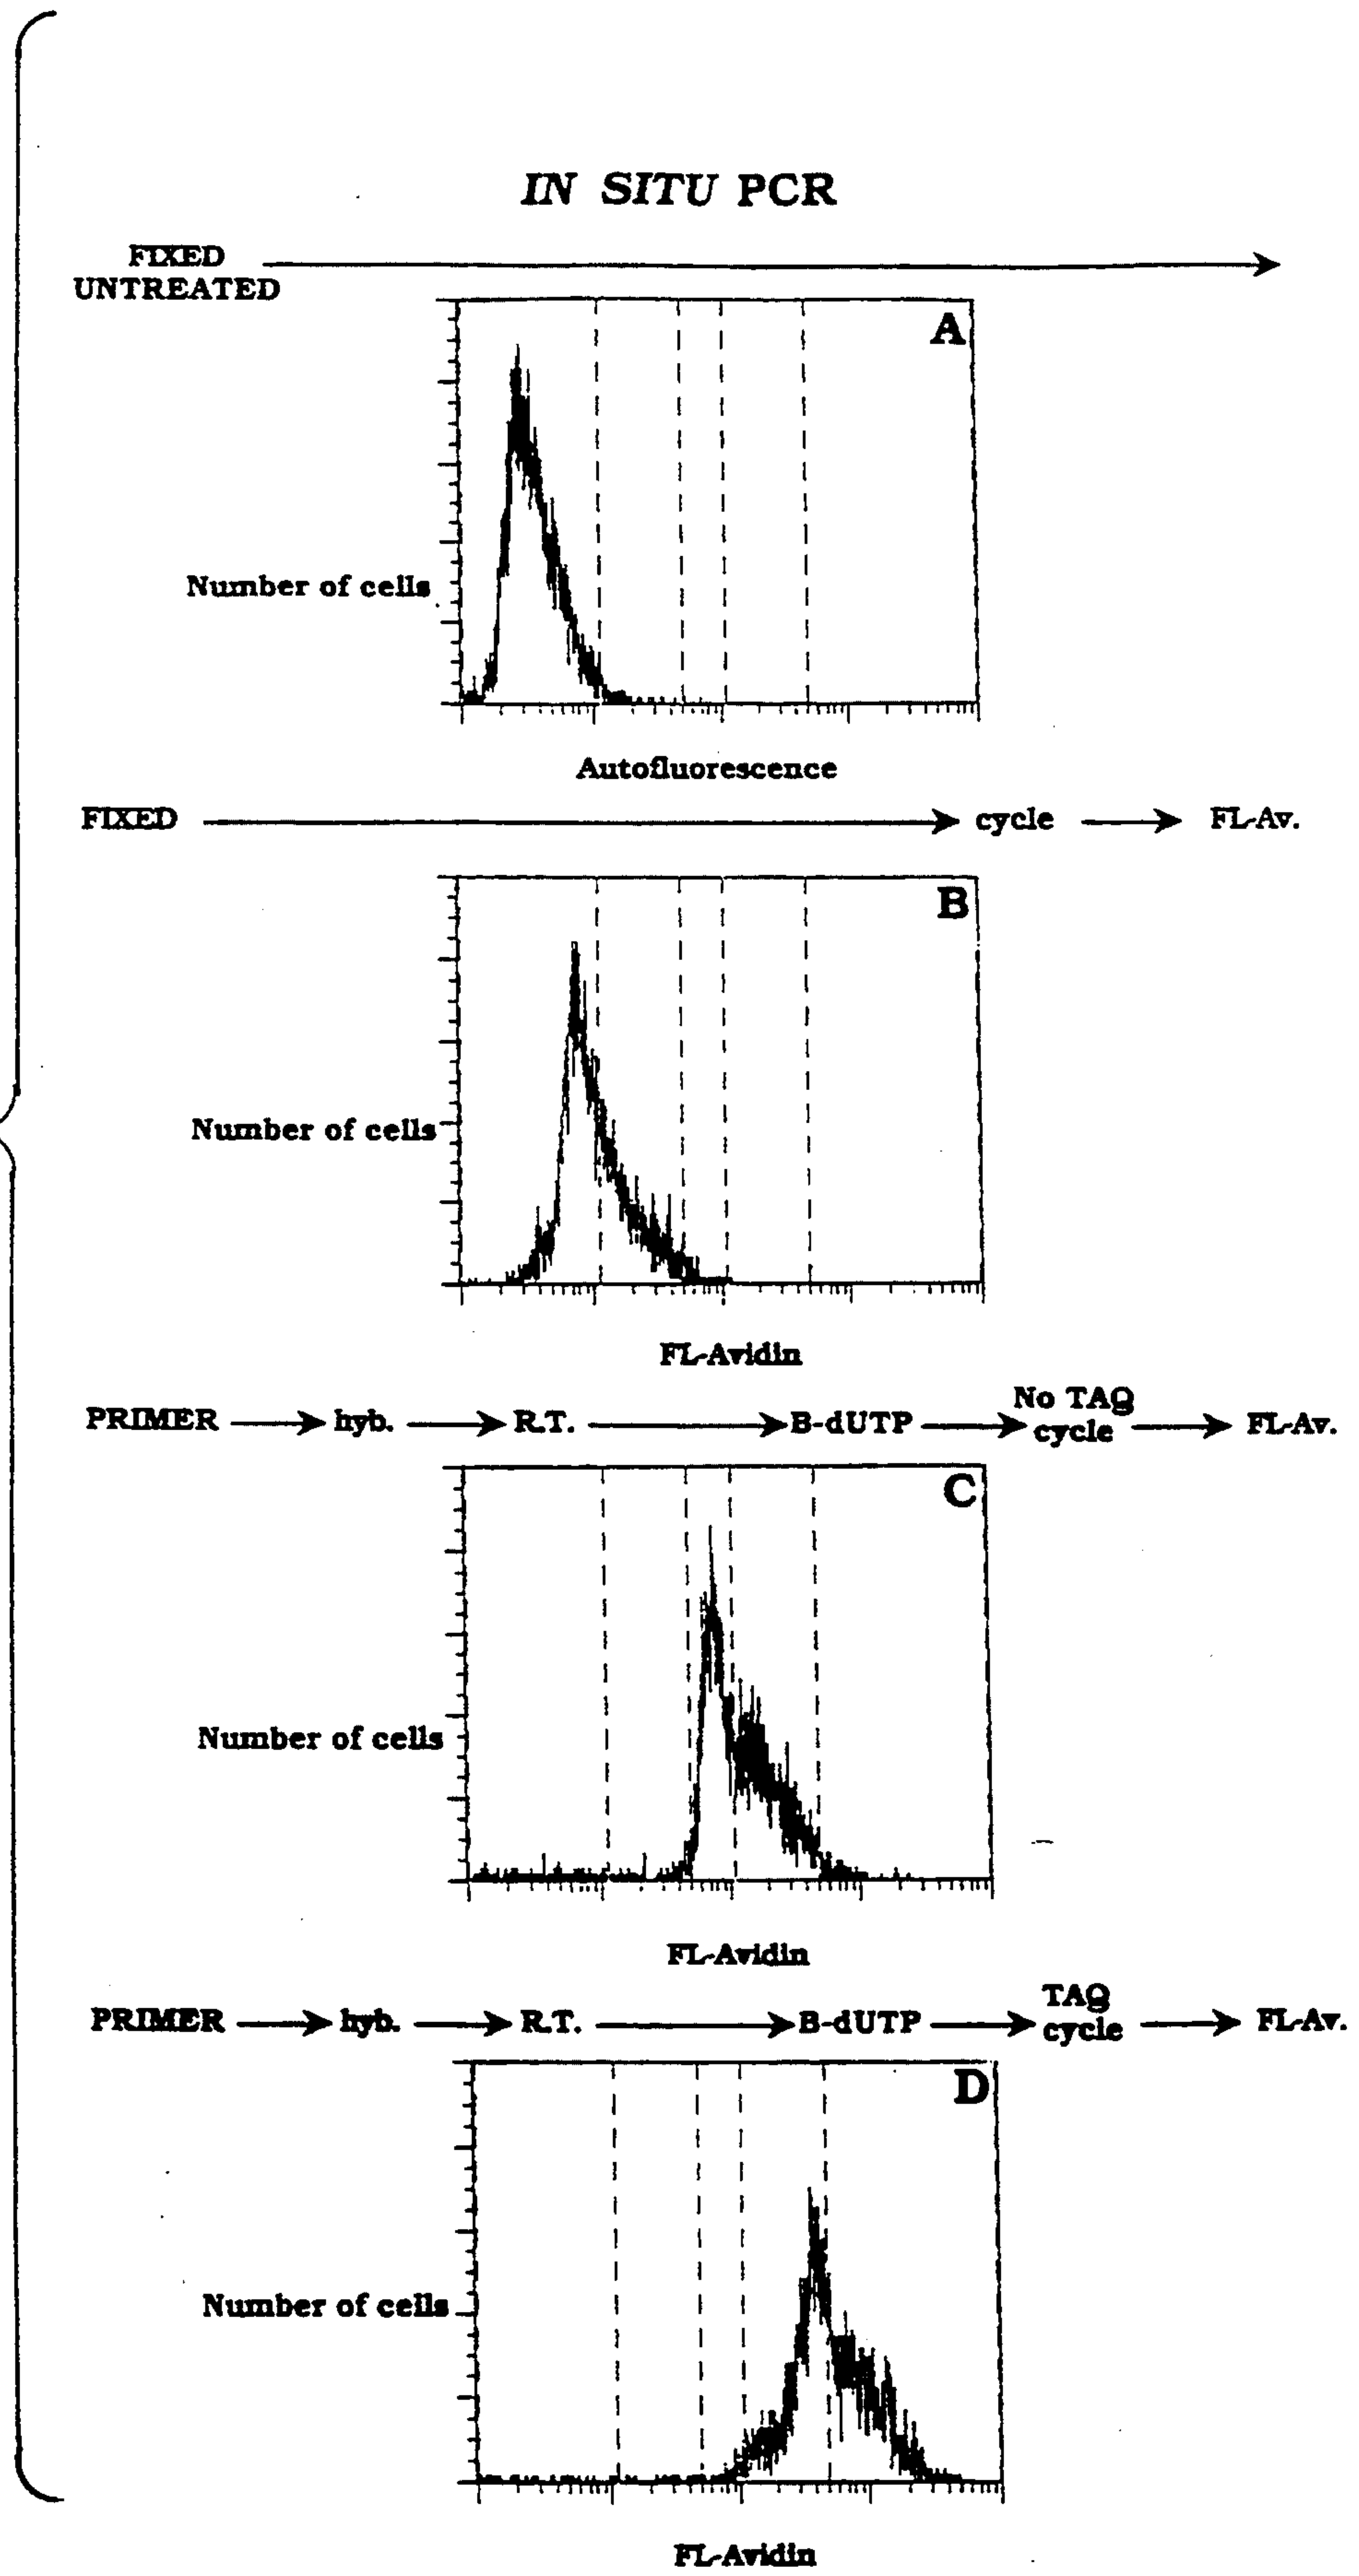 IN SITU PCR
FIXED
UNTREATED
A
Number of cells
Autofluorescence
FIXED cycle FL-Av.
B
Number of cells
FL-Avidin
PRIMER hyb. R.T. B-dUTP No TAQ cycle FL-Av.
C
Number of cells
FL-Avidin
PRIMER hyb. R.T. B-dUTP TAQ cycle FL-Av.
D
Number of cells
FL-Avidin